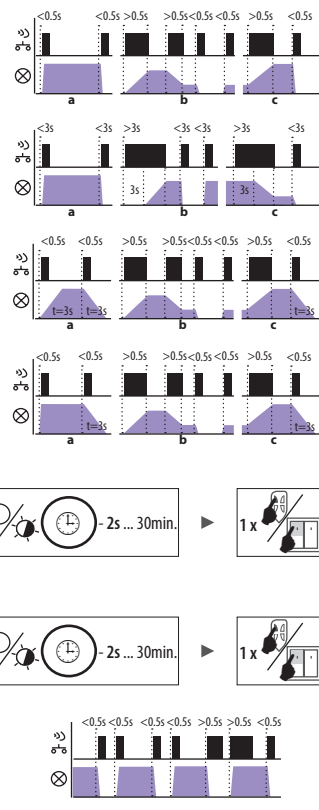 <0.5s <0.5s >0.5s >0.5s <0.5s <0.5s >0.5s <0.5s
a b c
<3s <3s >3s <3s <3s >3s <3s
3s 3s
a b c
<0.5s <0.5s >0.5s >0.5s <0.5s <0.5s >0.5s <0.5s
t=3s t=3s t=3s
a b c
<0.5s <0.5s >0.5s >0.5s <0.5s <0.5s >0.5s <0.5s
t=3s t=3s
a b c
- 2s ... 30min. 1 x
- 2s ... 30min. 1 x
<0.5s <0.5s <0.5s <0.5s >0.5s >0.5s <0.5s